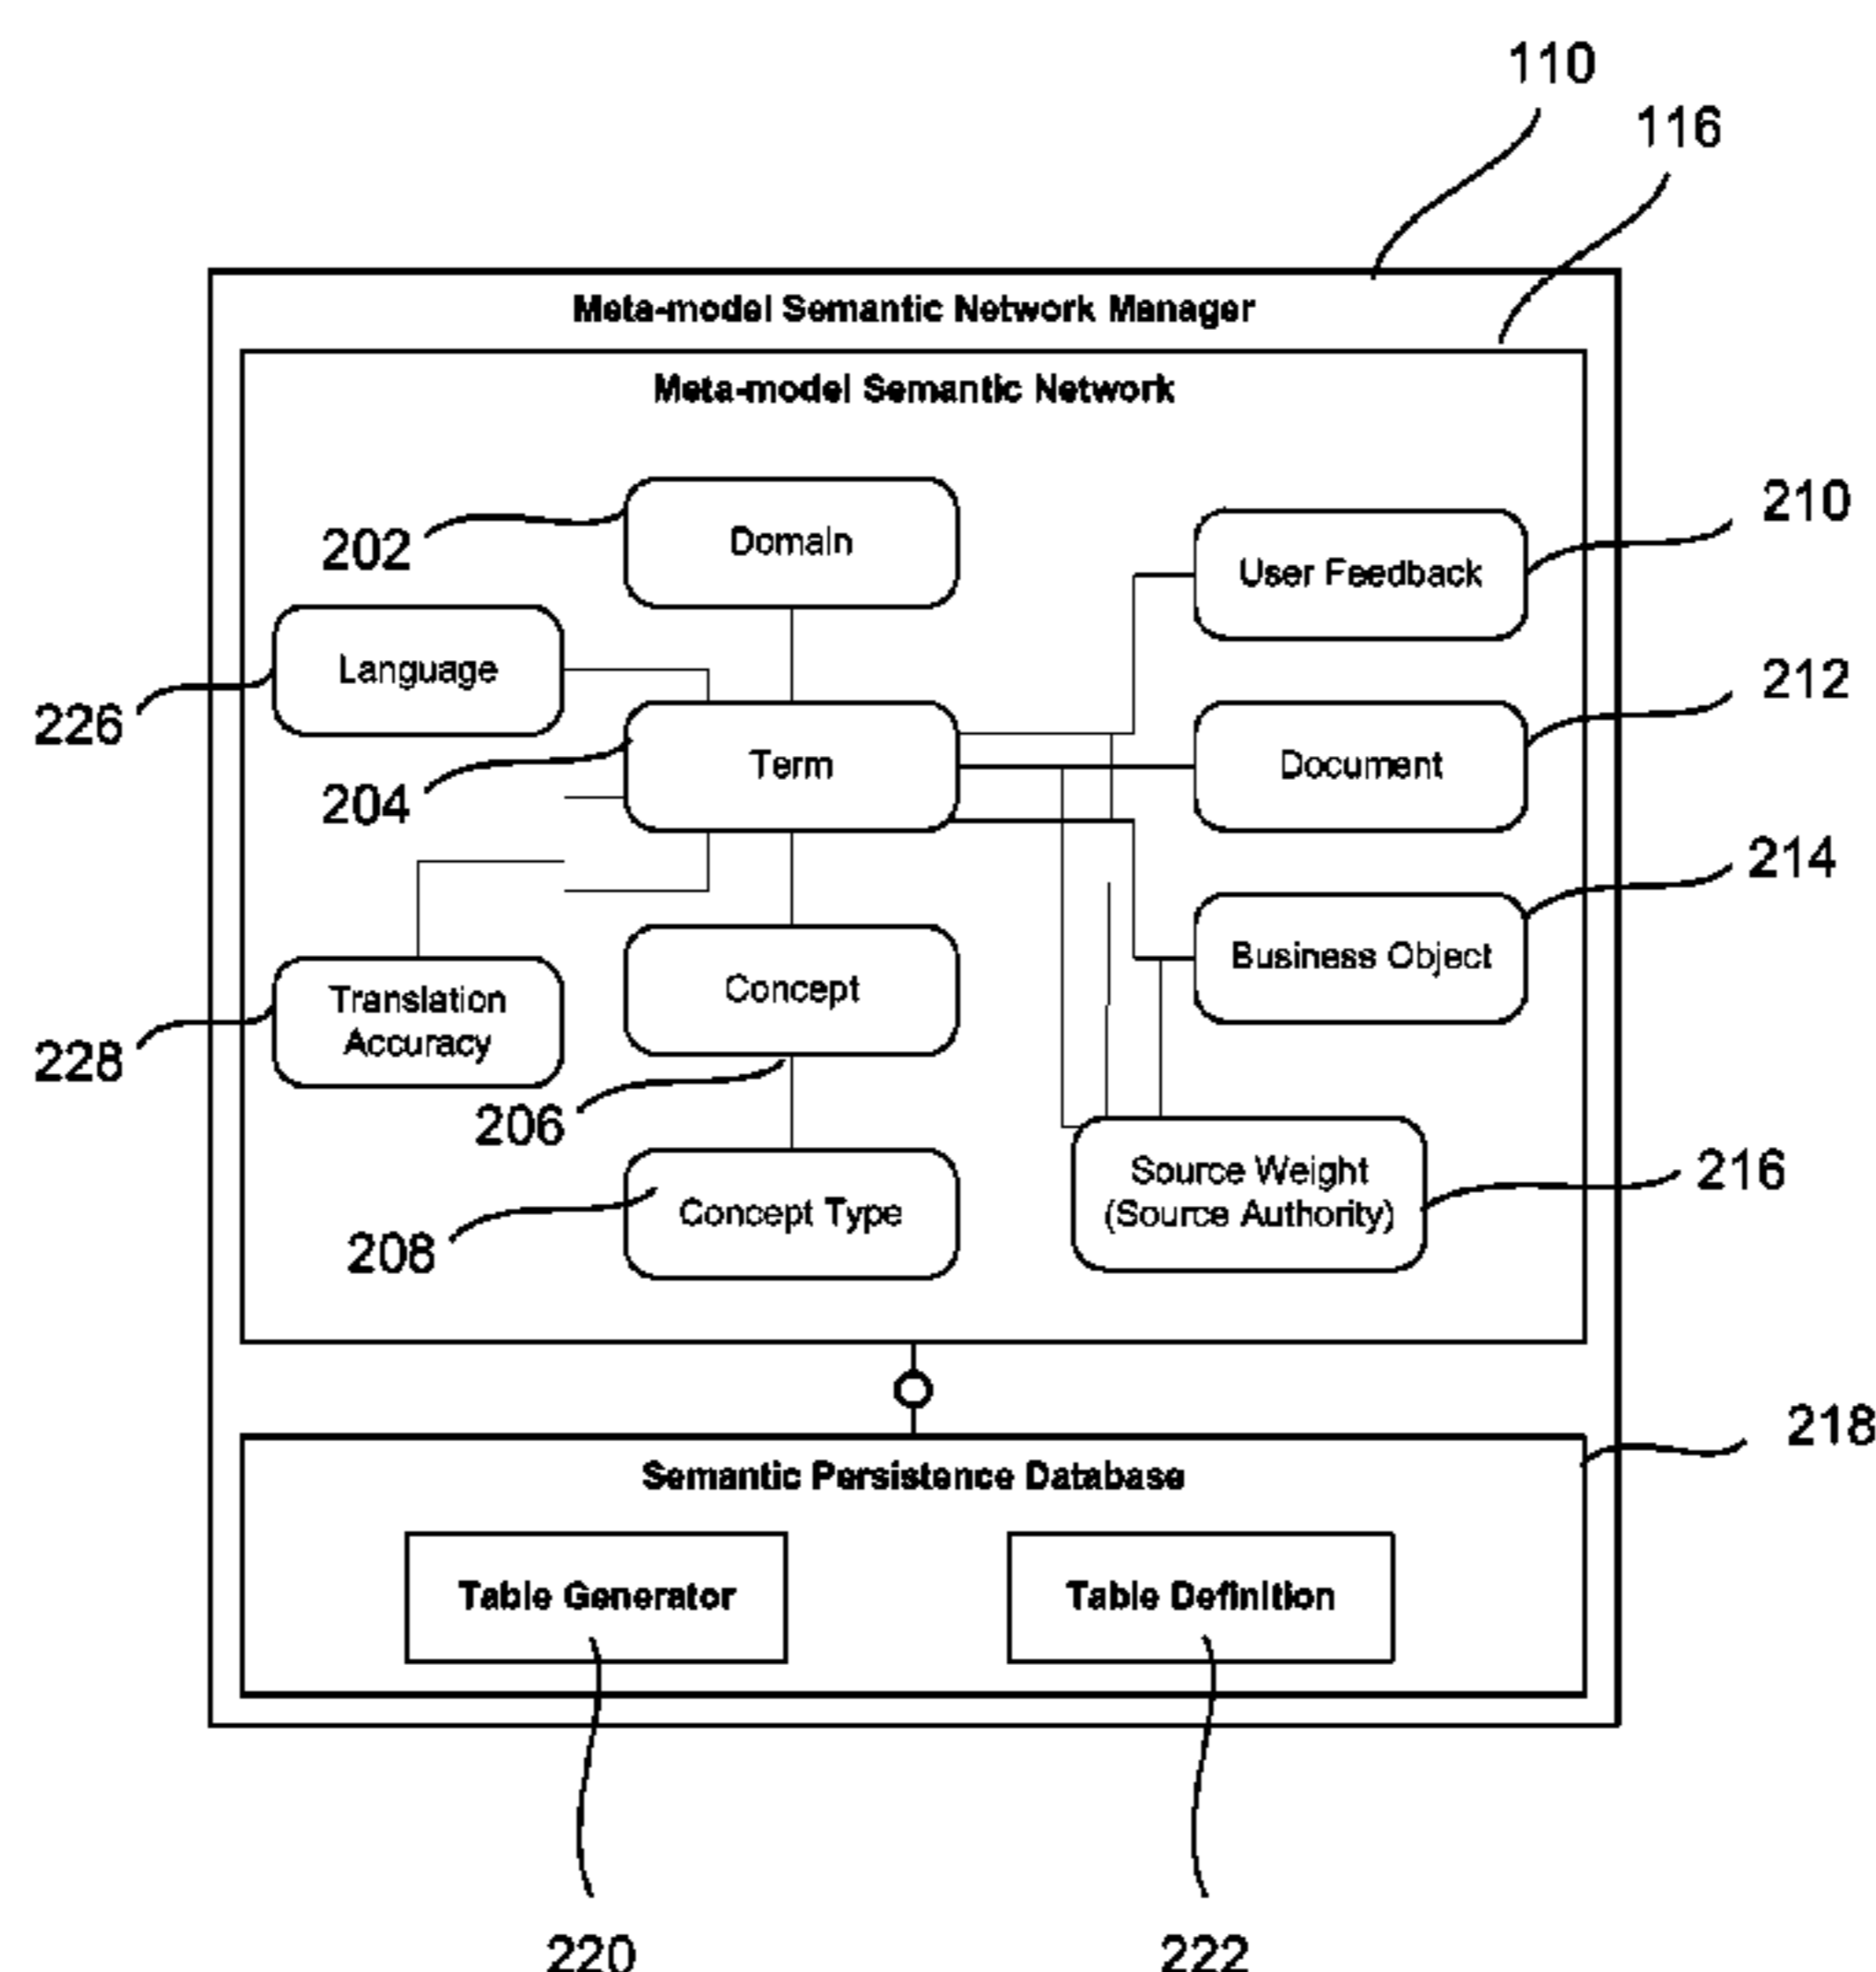 110
116
Meta-model Semantic Network Manager
Meta-model Semantic Network
202
Domain
User Feedback
210
226
Language
204
Term
Document
212
Business Object
214
228
Translation
Accuracy
Concept
206
208
Concept Type
Source Weight
(Source Authority)
216
218
Semantic Persistence Database
Table Generator
Table Definition
220
222